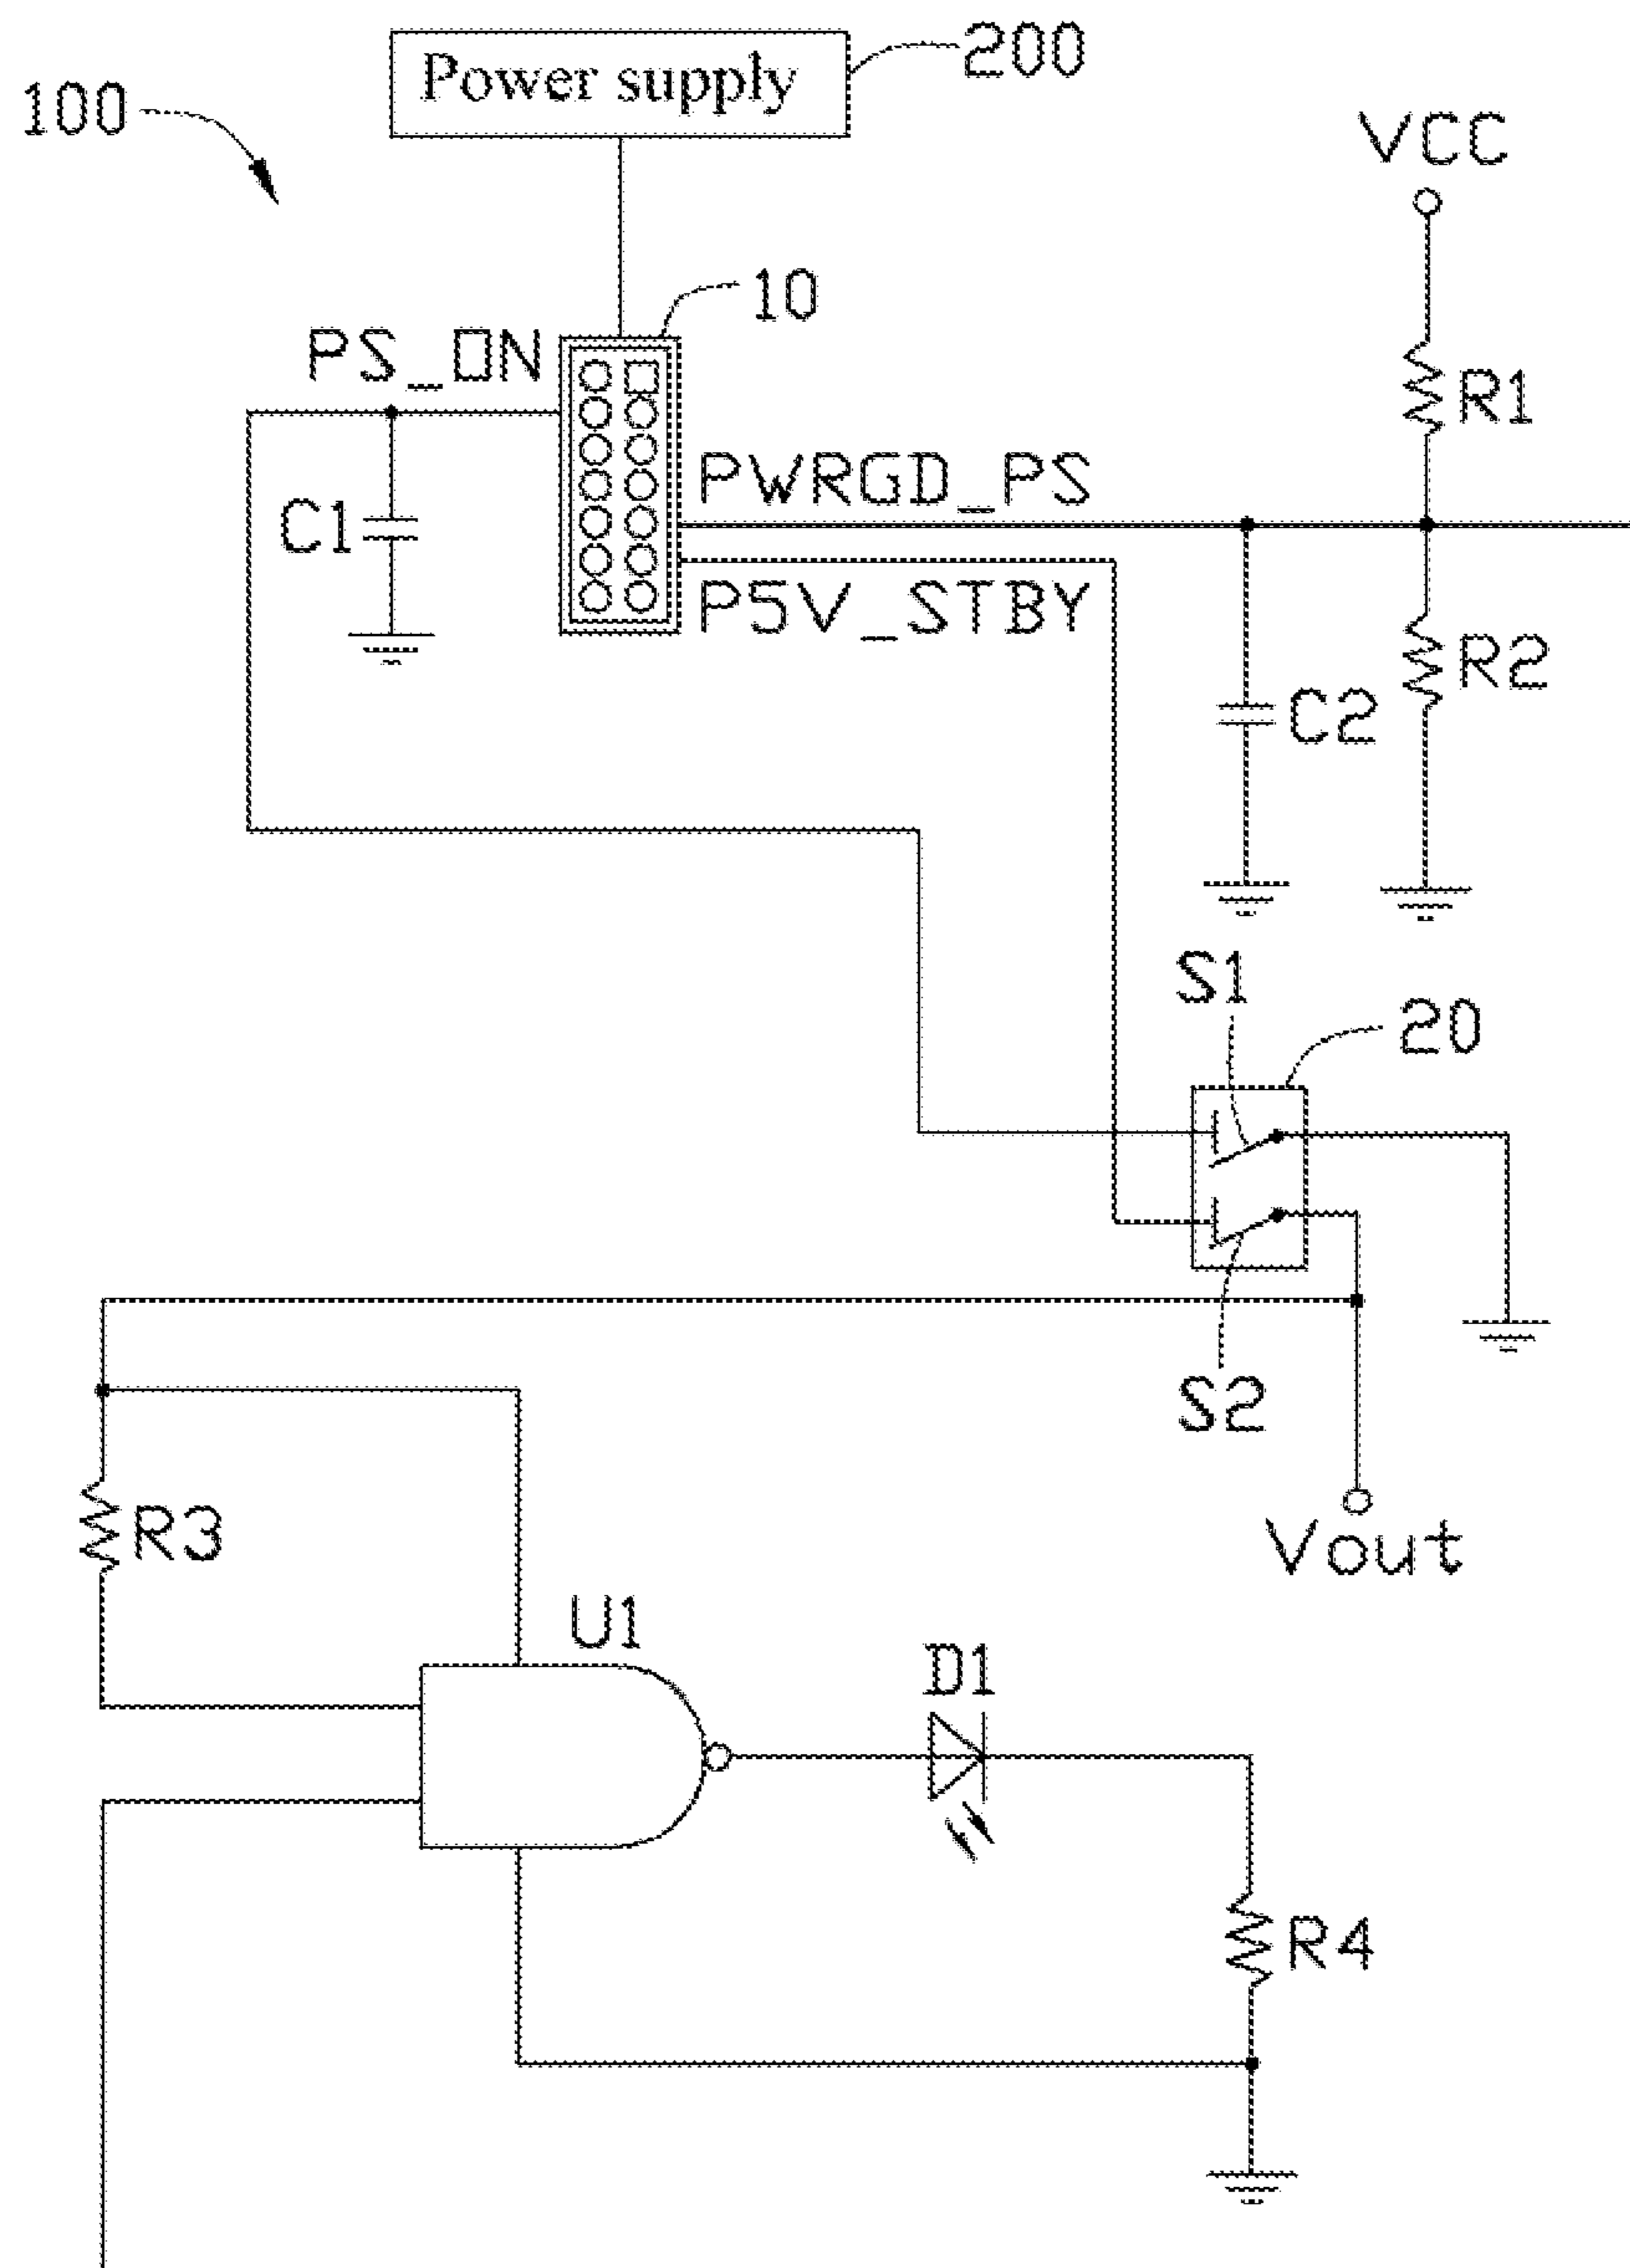 Power supply
200
100
VCC
10
PS_ON
R1
PWRGD_PS
C1
P5V_STBY
R2
C2
S1
20
S2
R3
Vout
U1
D1
R4